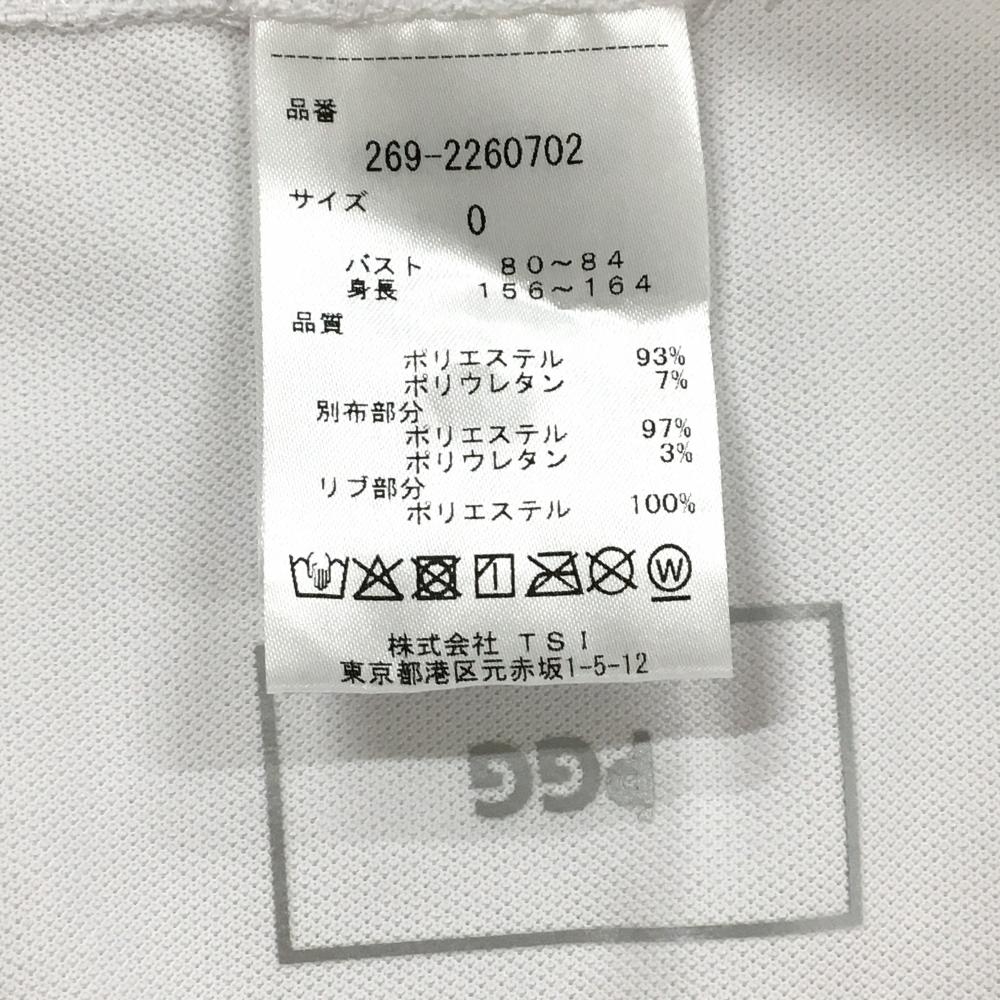 品番
269-2260702
サイズ
0
バスト 80~84
身長 156~164
品質
ポリエステル 93%
ポリウレタン 7%
別布部分
ポリエステル 97%
ポリウレタン 3%
リブ部分
ポリエステル 100%
W
株式会社 TSI
東京都港区元赤坂1-5-12
PGG